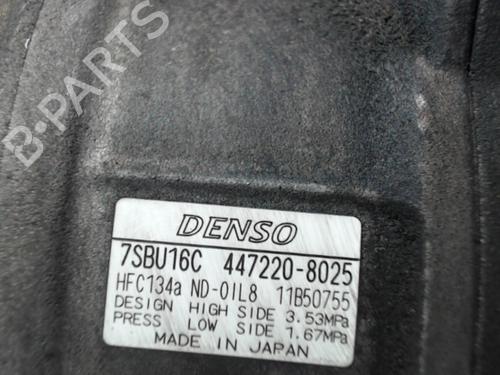 B-PARTS
DENSO
7SBU16C 447220-8025
HFC134a ND-OIL8 11B50755
DESIGN HIGH SIDE 3.53MPa
PRESS LOW SIDE 1.67MPa
MADE IN JAPAN